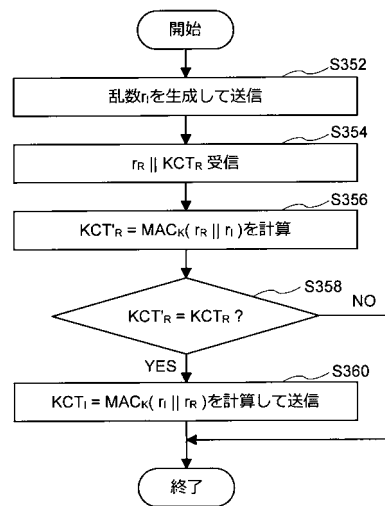 開始
S352
乱数rIを生成して送信
S354
rR || KCTR 受信
S356
KCT'R = MACK( rR || rI )を計算
S358
KCT'R = KCTR ?
NO
YES
S360
KCTI = MACK( rI || rR )を計算して送信
終了